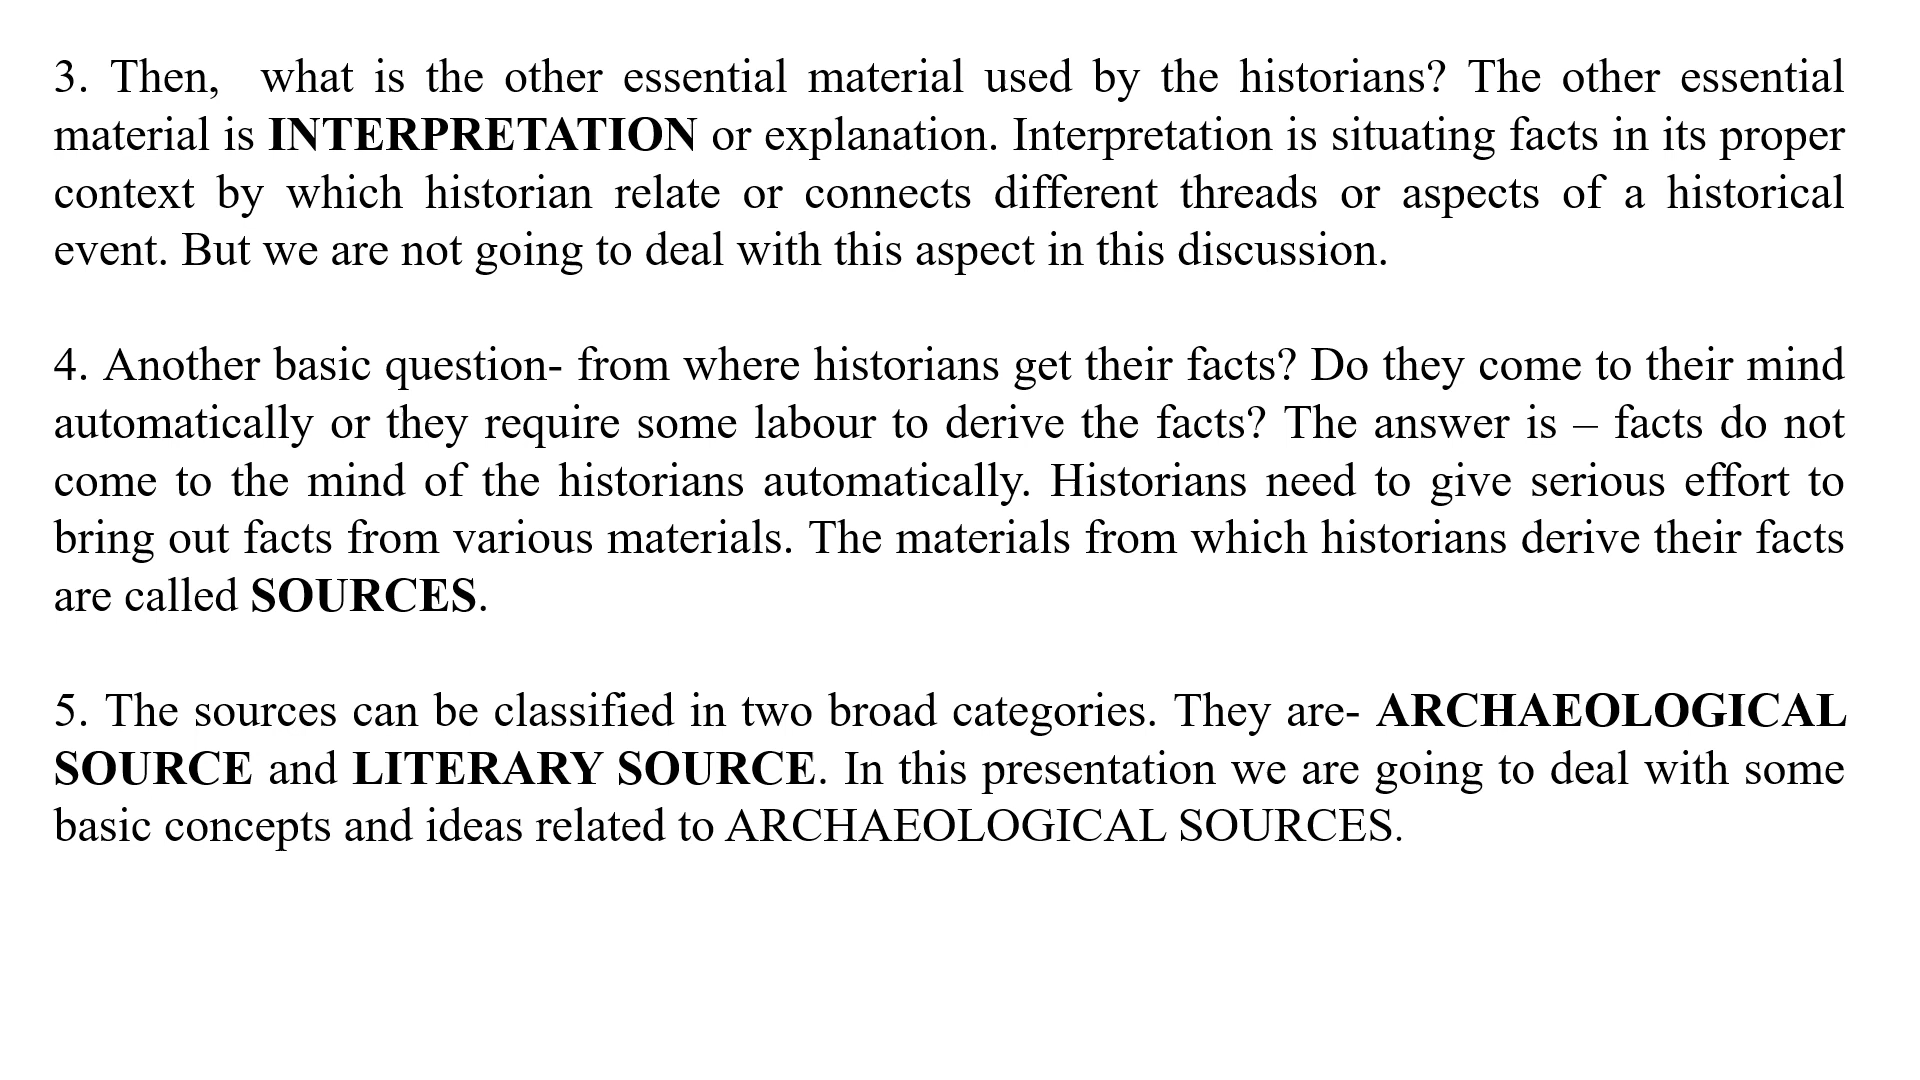 3. Then, what is the other essential material used by the historians? The other essential
material is INTERPRETATION or explanation. Interpretation is situating facts in its proper
context by which historian relate or connects different threads or aspects of a historical
event. But we are not going to deal with this aspect in this discussion.
4. Another basic question- from where historians get their facts? Do they come to their mind
automatically or they require some labour to derive the facts? The answer is – facts do not
come to the mind of the historians automatically. Historians need to give serious effort to
bring out facts from various materials. The materials from which historians derive their facts
are called SOURCES.
5. The sources can be classified in two broad categories. They are- ARCHAEOLOGICAL
SOURCE and LITERARY SOURCE. In this presentation we are going to deal with some
basic concepts and ideas related to ARCHAEOLOGICAL SOURCES.